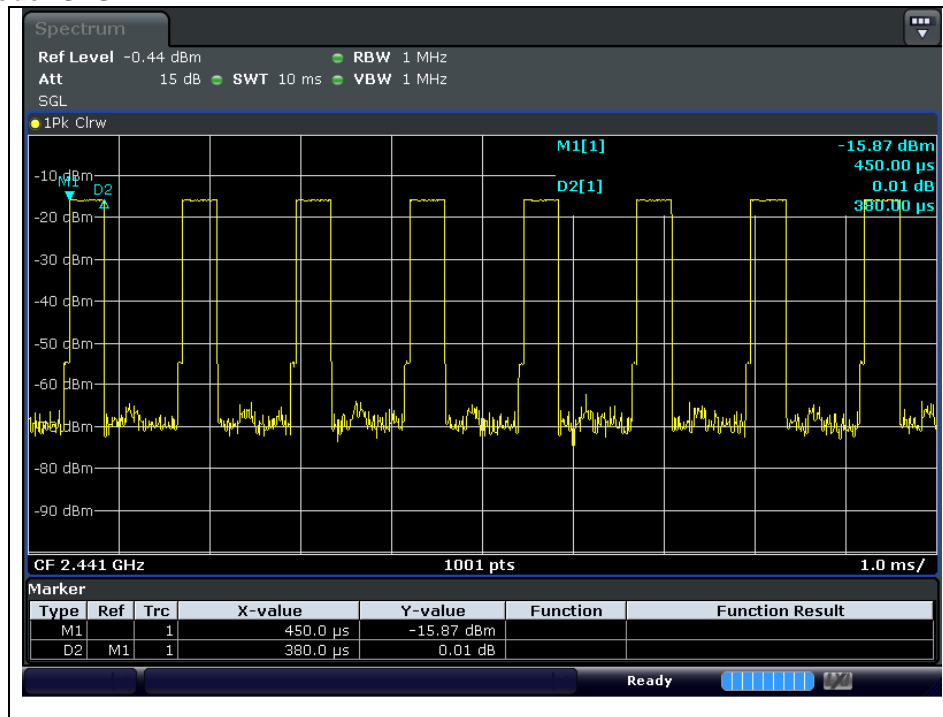 Spectrum
Ref Level -0.44 dBm RBW 1 MHz
Att 15 dB SWT 10 ms VBW 1 MHz
SGL
1Pk Clrw
M1[1] -15.87 dBm
450.00 µs
D2[1] 0.01 dB
380.00 µs
M1
D2
-10 dBm
-20 dBm
-30 dBm
-40 dBm
-50 dBm
-60 dBm
-80 dBm
-90 dBm
CF 2.441 GHz 1001 pts 1.0 ms/
Marker
Type Ref Trc X-value Y-value Function Function Result
M1 1 450.0 µs -15.87 dBm
D2 M1 1 380.0 µs 0.01 dB
Ready